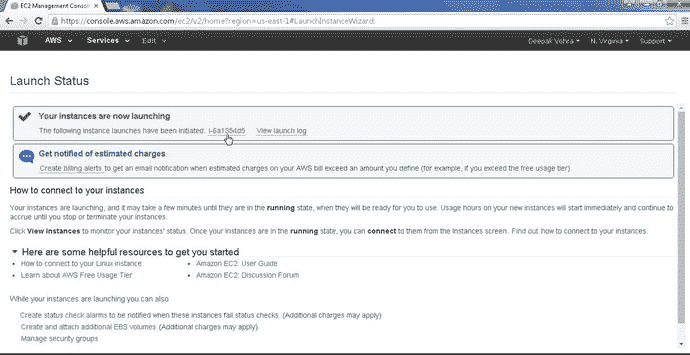 EC2 Management Conso
https://console.aws.amazon.com/ec2/v2/home?region=us-east-1#LaunchInstanceWizard:
AWS Services Edit Deepak Vohra N. Virginia Support
Launch Status
Your instances are now launching
The following instance launches have been initiated: View launch log
Get notified of estimated charges
Create billing alerts to get an email notification when estimated charges on your AWS bill exceed an amount you define (for example, if you exceed the free usage tier).
How to connect to your instances
Your instances are launching, and it may take a few minutes until they are in the running state, when they will be ready for you to use. Usage hours on your new instances will start immediately and continue to
accrue until you stop or terminate your instances.
Click View Instances to monitor your instances' status. Once your instances are in the running state, you can connect to them from the Instances screen. Find out how to connect to your instances.
Here are some helpful resources to get you started
How to connect to your Linux instance
Amazon EC2: User Guide
Learn about AWS Free Usage Tier
Amazon EC2: Discussion Forum
While your instances are launching you can also
Create status check alarms to be notified when these instances fail status checks. (Additional charges may apply)
Create and attach additional EBS volumes (Additional charges may apply)
Manage security groups